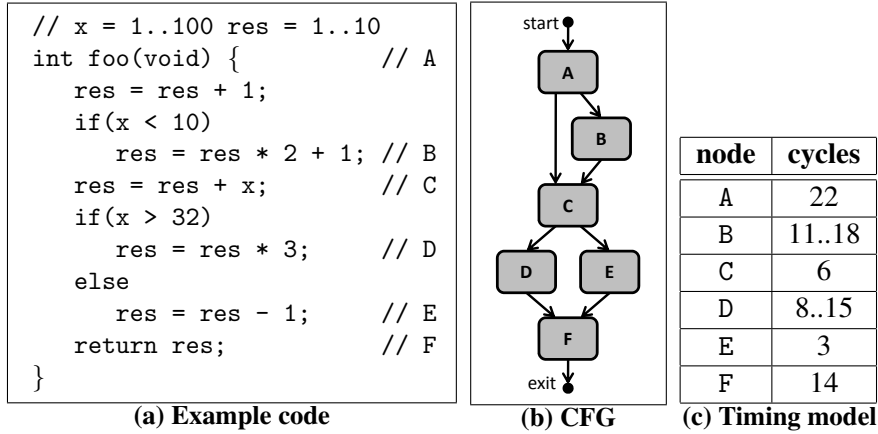 // x = 1..100 res = 1..10
int foo(void) { // A
res = res + 1;
if(x < 10)
res = res * 2 + 1; // B
res = res + x; // C
if(x > 32)
res = res * 3; // D
else
res = res - 1; // E
return res; // F
}
(a) Example code
start
A
B
C
D E
F
exit
(b) CFG
node cycles
A 22
B 11..18
C 6
D 8..15
E 3
F 14
(c) Timing model